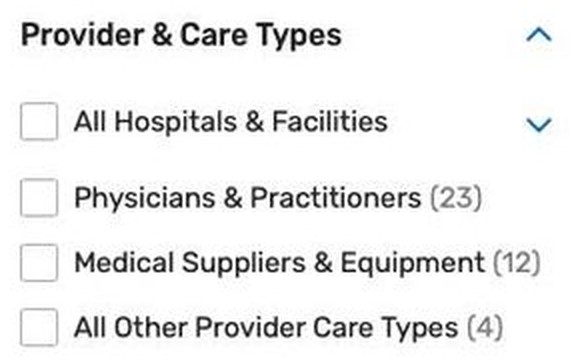 Provider & Care Types
All Hospitals & Facilities
Physicians & Practitioners (23)
Medical Suppliers & Equipment (12)
All Other Provider Care Types (4)